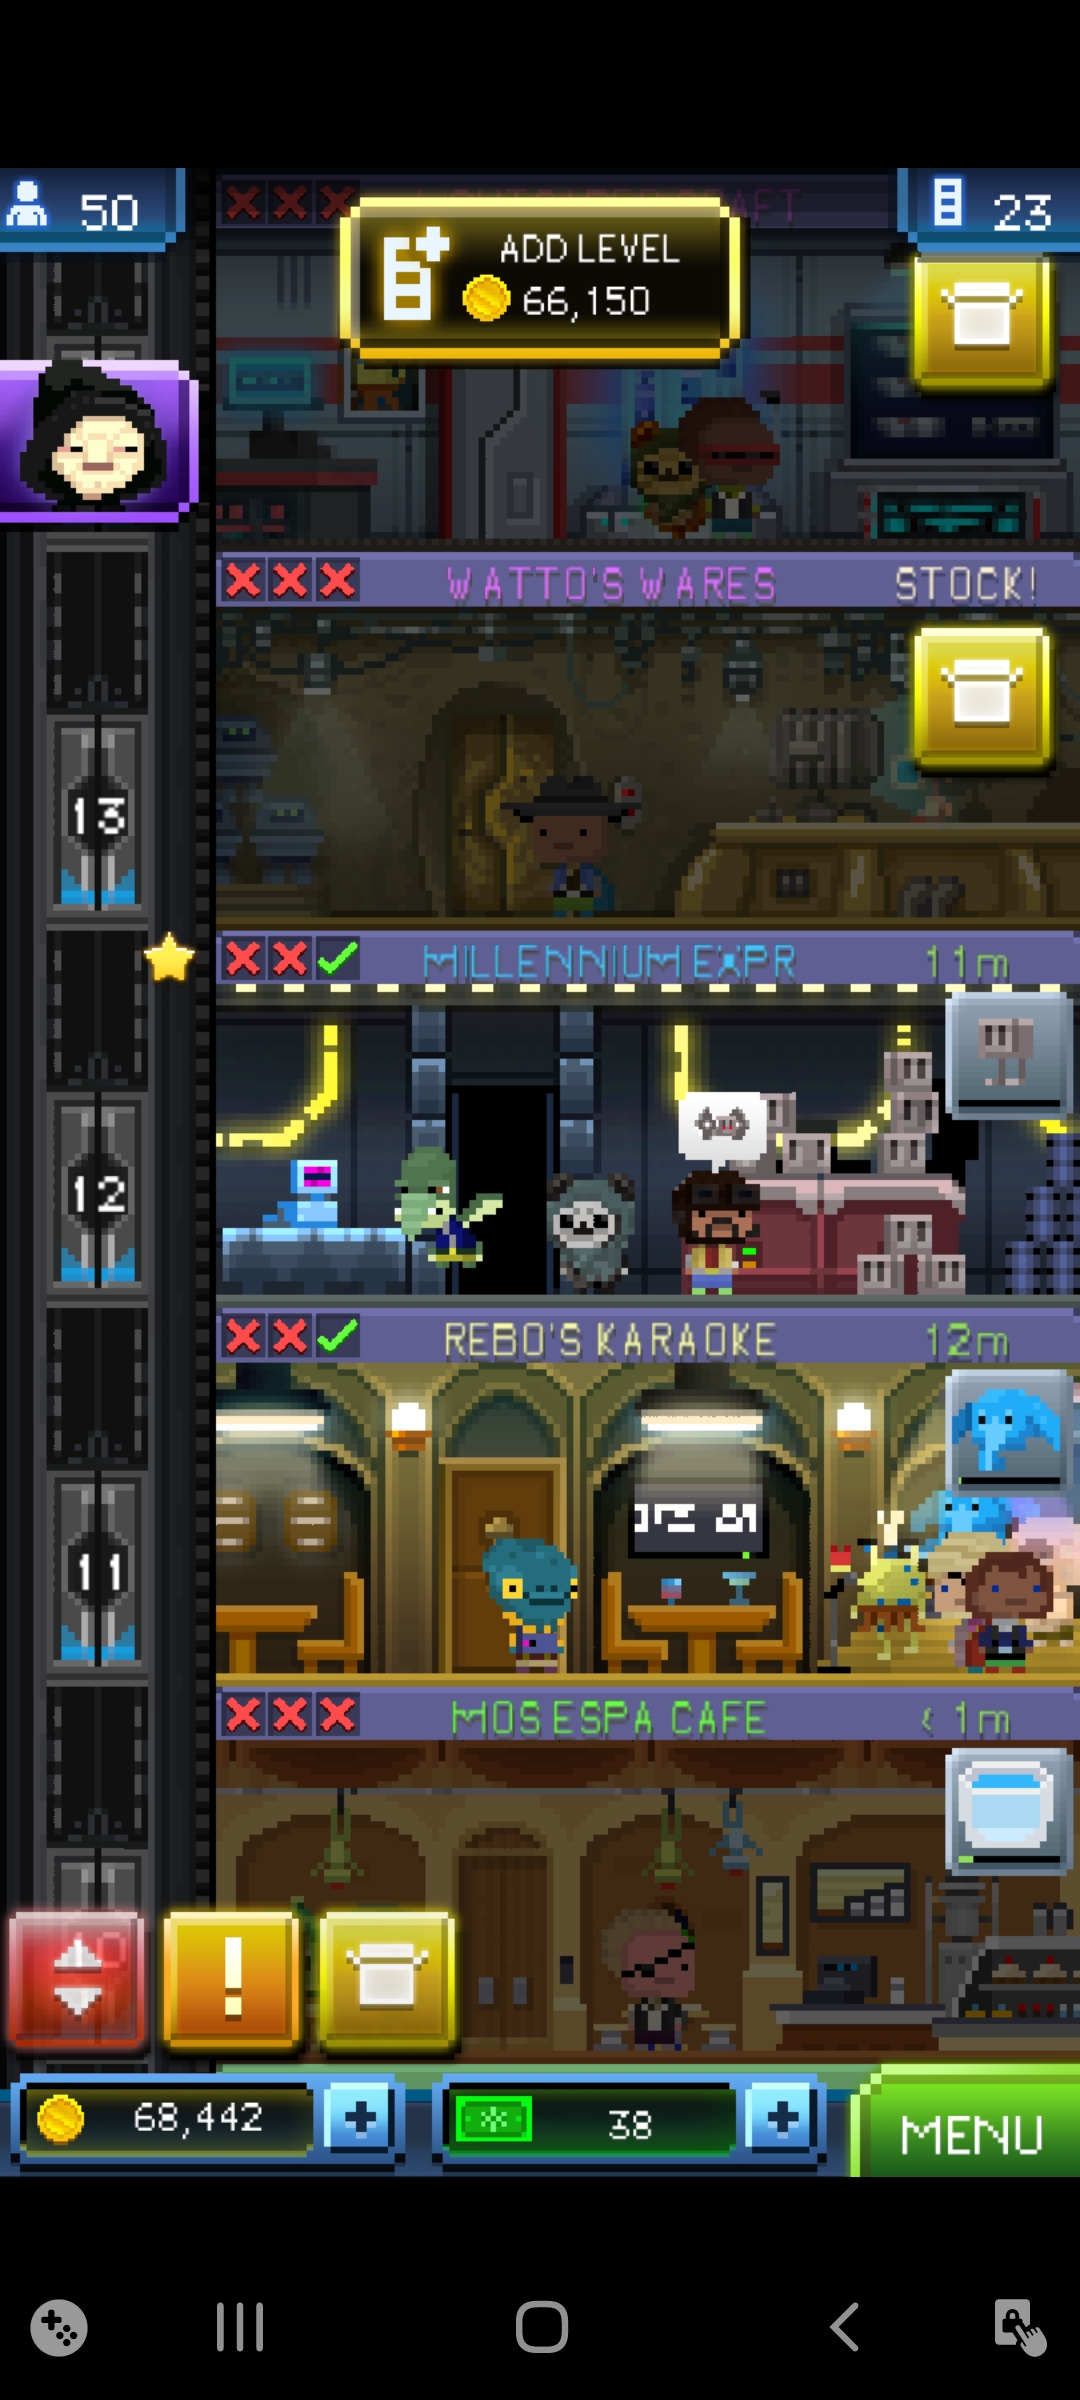 50
23
AFT
ADD LEVEL
66,150
WATTO'S WARES STOCK!
13
MILLENNIUM EXPR 11m
12
REBO'S KARAOKE 12m
11
MOS ESPA CAFE < 1m
!
68,442 +
38 +
MENU